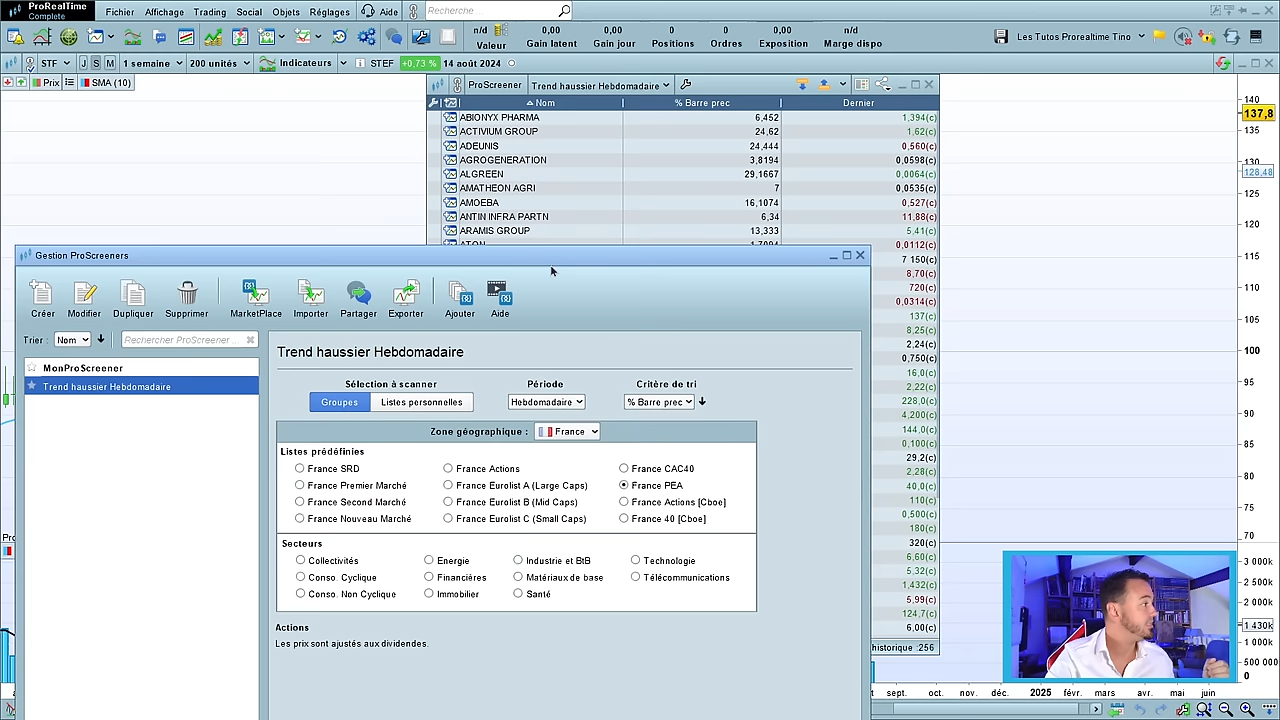 ProRealTime
Complete
Fichier Affichage Trading Social Objets Réglages Aide
Recherche ...
n/d n/d 0,00 0,00 0 0 0,00 n/d
Valeur Gain latent Gain jour Positions Ordres Exposition Marge dispo
Les Tutos Prorealtime Tino
STF J S M 1 semaine 200 unités Indicateurs STEF +0,73 % 14 août 2024
Prix SMA (10)
ProScreener Trend haussier Hebdomadaire
Nom % Barre prec Dernier
ABIONYX PHARMA 6,452 1,394(c)
ACTIVIUM GROUP 24,62 1,62(c)
ADEUNIS 24,444 0,560(c)
AGROGENERATION 3,8194 0,0598(c)
ALGREEN 29,1667 0,0064(c)
AMATHEON AGRI 7 0,0535(c)
AMOEBA 16,1074 0,527(c)
ANTIN INFRA PARTN 6,34 11,88(c)
ARAMIS GROUP 13,333 5,41(c)
ATON 1,7094 0,0112(c)
7 150(c)
8,70(c)
720(c)
0,0314(c)
137(c)
8,25(c)
2,24(c)
0,750(c)
16,0(c)
2,22(c)
228,0(c)
4,200(c)
144,0(c)
0,100(c)
29,2(c)
2,28(c)
40,0(c)
110(c)
0,500(c)
180(c)
320(c)
6,60(c)
5,32(c)
1,432(c)
5,99(c)
124,7(c)
6,00(c)
historique :256
Gestion ProScreeners
Créer Modifier Dupliquer Supprimer MarketPlace Importer Partager Exporter Ajouter Aide
Trier : Nom Rechercher ProScreener ...
MonProScreener
Trend haussier Hebdomadaire
Trend haussier Hebdomadaire
Sélection à scanner Période Critère de tri
Groupes Listes personnelles Hebdomadaire % Barre prec
Zone géographique : France
Listes prédéfinies
France SRD France Actions France CAC40
France Premier Marché France Eurolist A (Large Caps) France PEA
France Second Marché France Eurolist B (Mid Caps) France Actions [Cboe]
France Nouveau Marché France Eurolist C (Small Caps) France 40 [Cboe]
Secteurs
Collectivités Energie Industrie et BtB Technologie
Conso. Cyclique Financières Matériaux de base Télécommunications
Conso. Non Cyclique Immobilier Santé
Actions
Les prix sont ajustés aux dividendes.
140
137,8
135
130
128,48
125
120
115
110
105
100
95
90
85
80
75
70
3 000k
2 500k
2 000k
1 430k
1 000k
500 000
0
sept. oct. nov. déc. 2025 févr. mars avr. mai juin